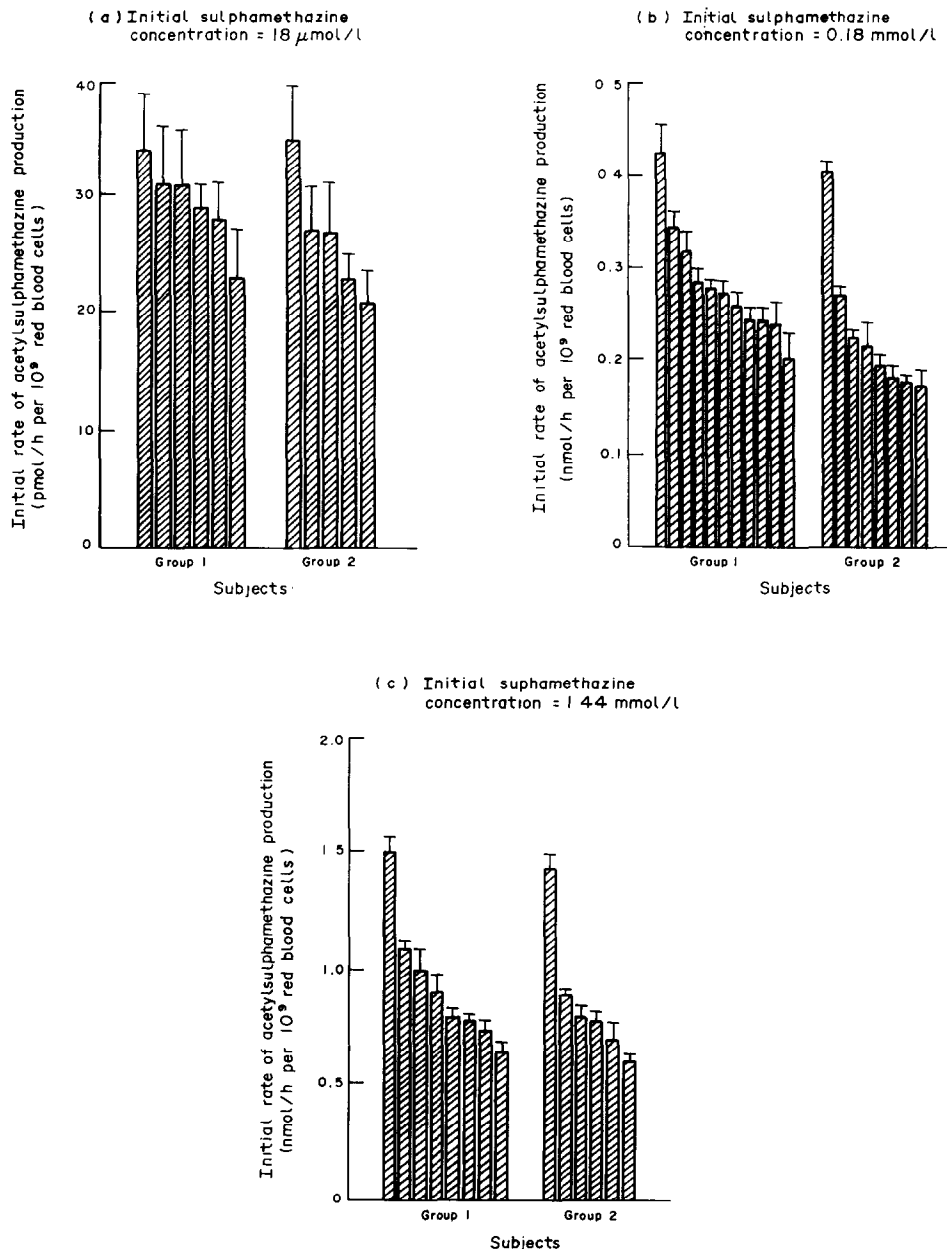 (a) Initial sulphamethazine
concentration = 18 μmol/l
Initial rate of acetylsulphamethazine production
(pmol/h per 10⁹ red blood cells)
40
30
20
10
0
Group 1
Group 2
Subjects
(b) Initial sulphamethazine
concentration = 0.18 mmol/l
Initial rate of acetylsulphamethazine production
(nmol/h per 10⁹ red blood cells)
0 5
0 4
0.3
0.2
0.1
0
Group 1
Group 2
Subjects
(c) Initial suphamethazine
concentration = 1 44 mmol/l
Initial rate of acetylsulphamethazine production
(nmol/h per 10⁹ red blood cells)
2.0
1 5
1.0
0.5
0
Group 1
Group 2
Subjects